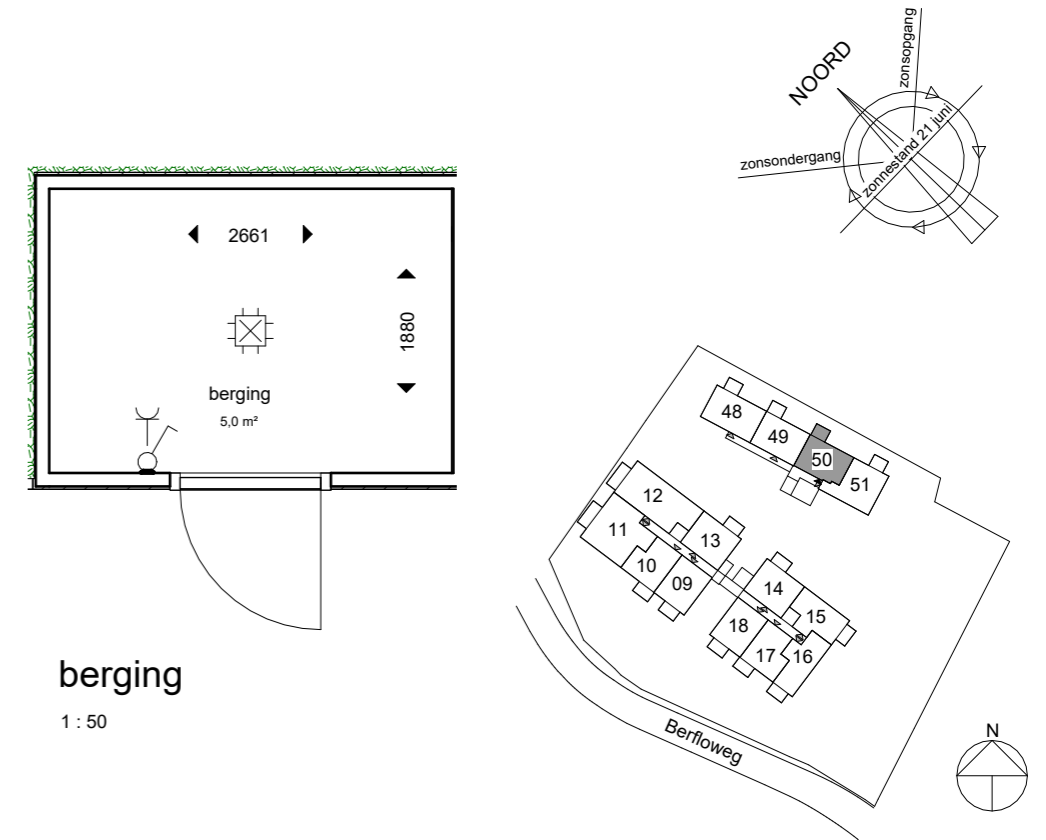 zonsopgang
NOORD
zonnestand 21 juni
zonsondergang
2661
1880
berging
5,0 m²
berging
1 : 50
48
49
50
51
12
11
13
10
09
14
15
18
17
16
Berfloweg
N